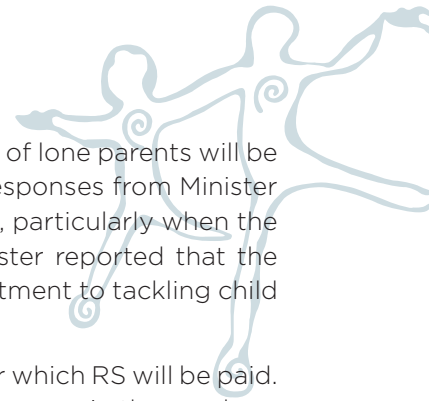 of lone parents will be
esponses from Minister
, particularly when the
ster reported that the
tment to tackling child
r which RS will be paid.